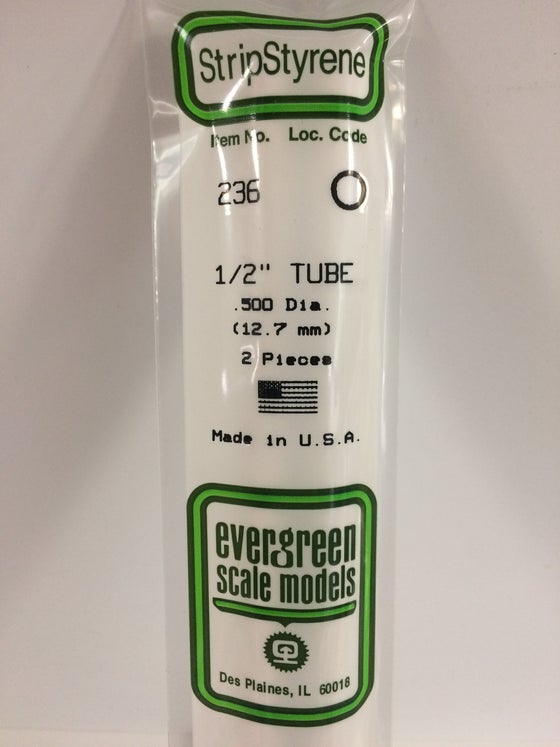 StripStyrene
Item No. Loc. Code
236 O
1/2" TUBE
.500 Dia.
(12.7 mm)
2 Pieces
Made in U.S.A.
evergreen
scale models
Des Plaines, IL 60018